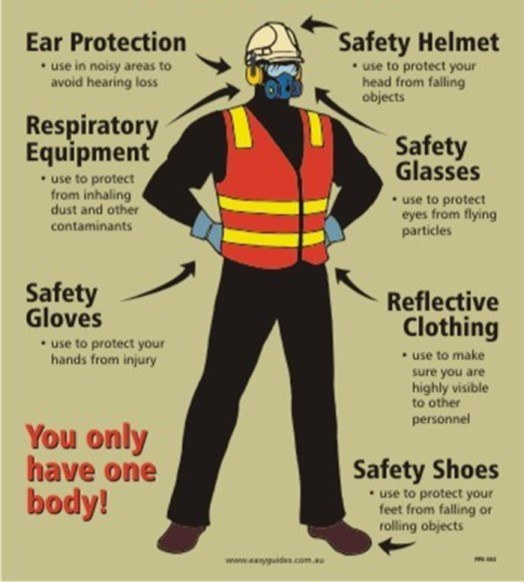 Ear Protection
• use in noisy areas to
avoid hearing loss
Safety Helmet
• use to protect your
head from falling
objects
Respiratory
Equipment
• use to protect
from inhaling
dust and other
contaminants
Safety
Glasses
• use to protect
eyes from flying
particles
Safety
Gloves
• use to protect your
hands from injury
Reflective
Clothing
• use to make
sure you are
highly visible
to other
personnel
You only
have one
body!
Safety Shoes
• use to protect your
feet from falling or
rolling objects
www.easyguides.com.au